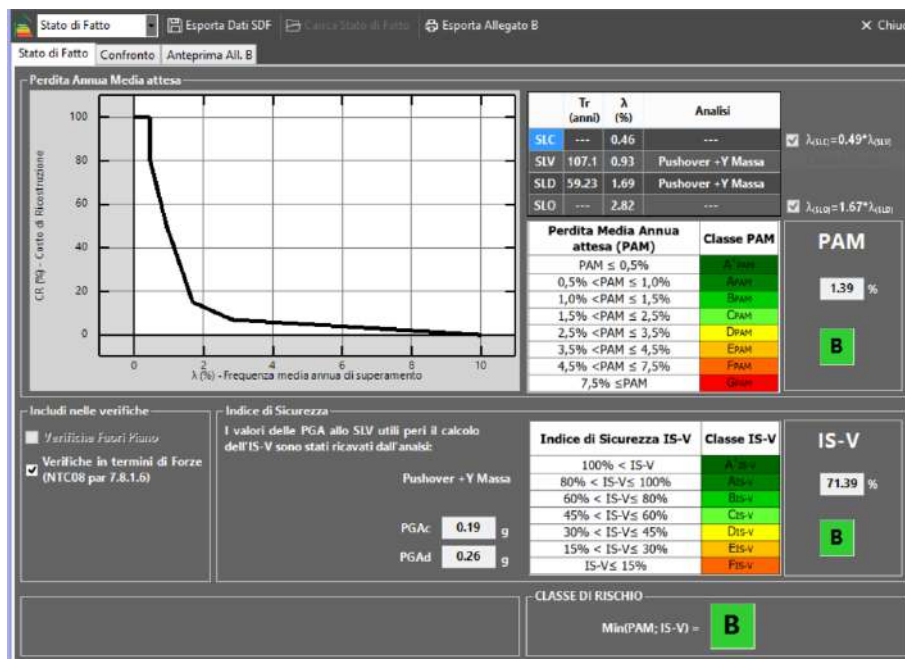 Stato di Fatto
Esporta Dati SDF
Carica Stato di Fatto
Esporta Allegato B
Chiud
Stato di Fatto
Confronto
Anteprima All. B
Perdita Annua Media attesa
CR (%) - Costo di Ricostruzione
100
80
60
40
20
0
0 2 4 6 8 10
λ (%) - Frequenza media annua di superamento
Tr (anni) λ (%) Analisi
SLC --- 0.46 ---
SLV 107.1 0.93 Pushover +Y Massa
SLD 59.23 1.69 Pushover +Y Massa
SLO --- 2.82 ---
λ(SLC)=0.49*λ(SLV)
λ(SLO)=1.67*λ(SLD)
Perdita Media Annua attesa (PAM) Classe PAM
PAM ≤ 0,5% A+PAM
0,5% <PAM ≤ 1,0% APAM
1,0% <PAM ≤ 1,5% BPAM
1,5% <PAM ≤ 2,5% CPAM
2,5% <PAM ≤ 3,5% DPAM
3,5% <PAM ≤ 4,5% EPAM
4,5% <PAM ≤ 7,5% FPAM
7,5% ≤PAM GPAM
PAM
1.39 %
B
Includi nelle verifiche
Verifiche Fuori Piano
Verifiche in termini di Forze
(NTC08 par 7.8.1.6)
Indice di Sicurezza
I valori delle PGA allo SLV utili peri il calcolo
dell'IS-V sono stati ricavati dall'anaisi:
Pushover +Y Massa
PGAc 0.19 g
PGAd 0.26 g
Indice di Sicurezza IS-V Classe IS-V
100% < IS-V A+IS-V
80% < IS-V≤ 100% AIS-V
60% < IS-V≤ 80% BIS-V
45% < IS-V≤ 60% CIS-V
30% < IS-V≤ 45% DIS-V
15% < IS-V≤ 30% EIS-V
IS-V≤ 15% FIS-V
IS-V
71.39 %
B
CLASSE DI RISCHIO
Min(PAM; IS-V) = B